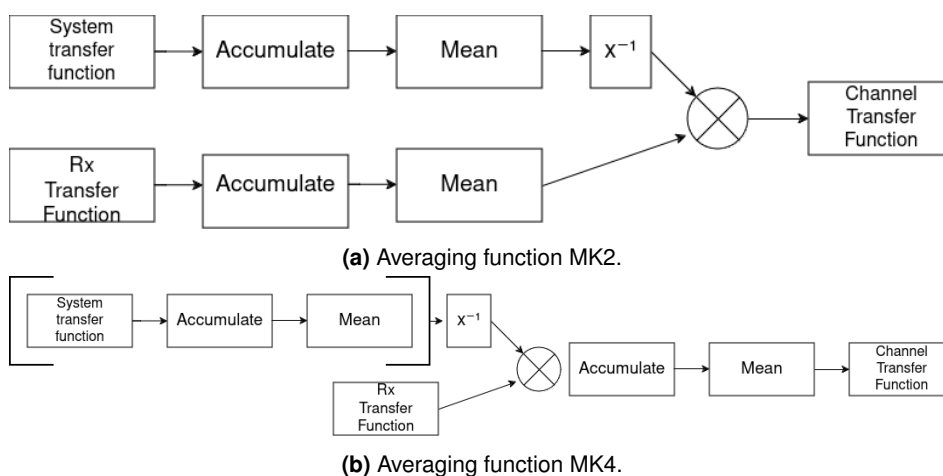 System
transfer
function
Accumulate
Mean
x⁻¹
Channel
Transfer
Function
Rx
Transfer
Function
Accumulate
Mean
(a) Averaging function MK2.
System
transfer
function
Accumulate
Mean
x⁻¹
Rx
Transfer
Function
Accumulate
Mean
Channel
Transfer
Function
(b) Averaging function MK4.